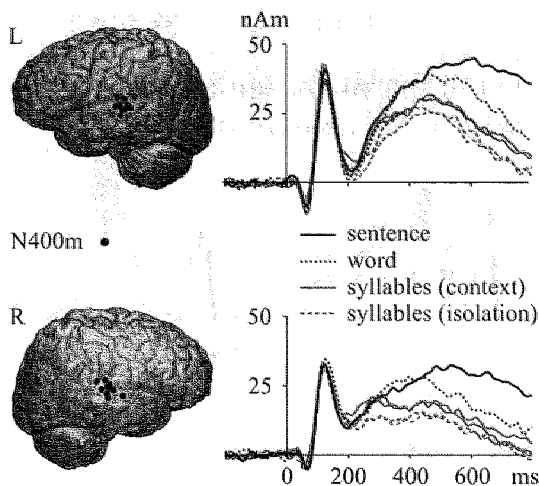 L
nAm
50
25
N400m
sentence
word
syllables (context)
syllables (isolation)
R
50
25
0 200 400 600 ms